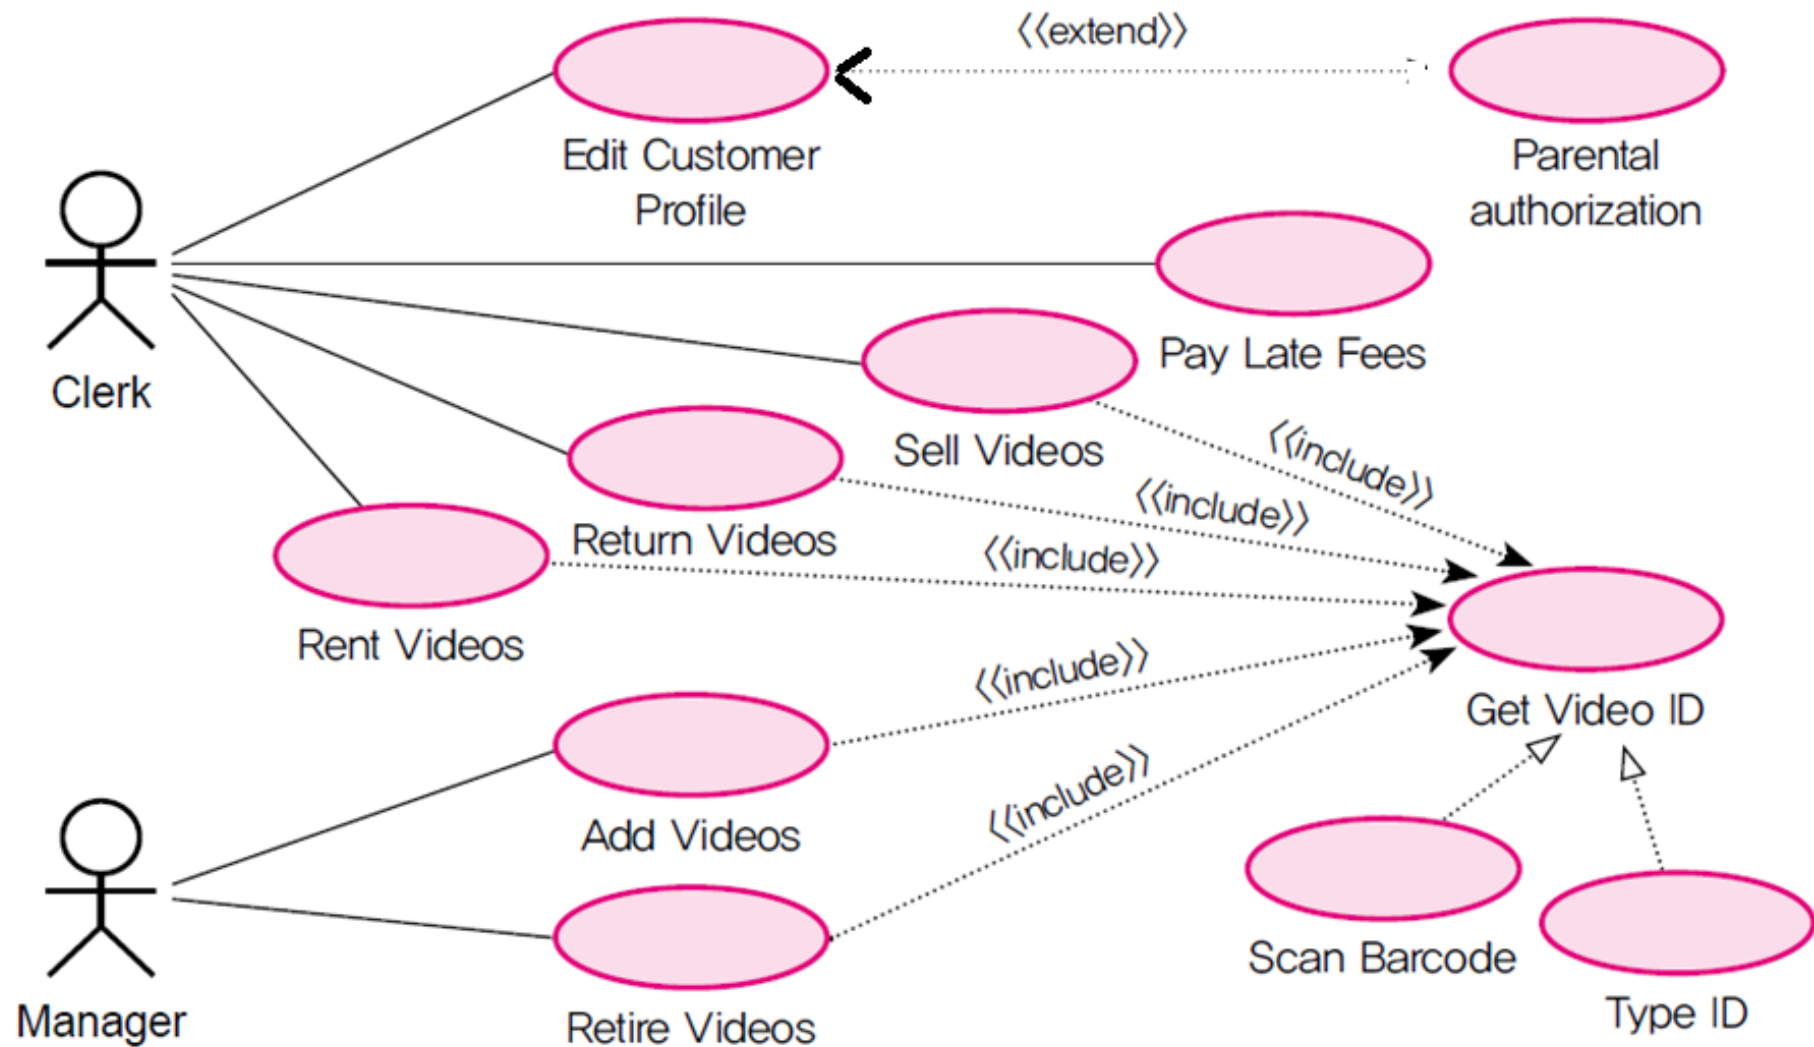 ⟨⟨extend⟩⟩
Edit Customer
Profile
Parental
authorization
Clerk
Pay Late Fees
Sell Videos
⟨⟨include⟩⟩
Return Videos
⟨⟨include⟩⟩
Rent Videos
⟨⟨include⟩⟩
Get Video ID
⟨⟨include⟩⟩
Add Videos
⟨⟨include⟩⟩
Scan Barcode
Type ID
Manager
Retire Videos